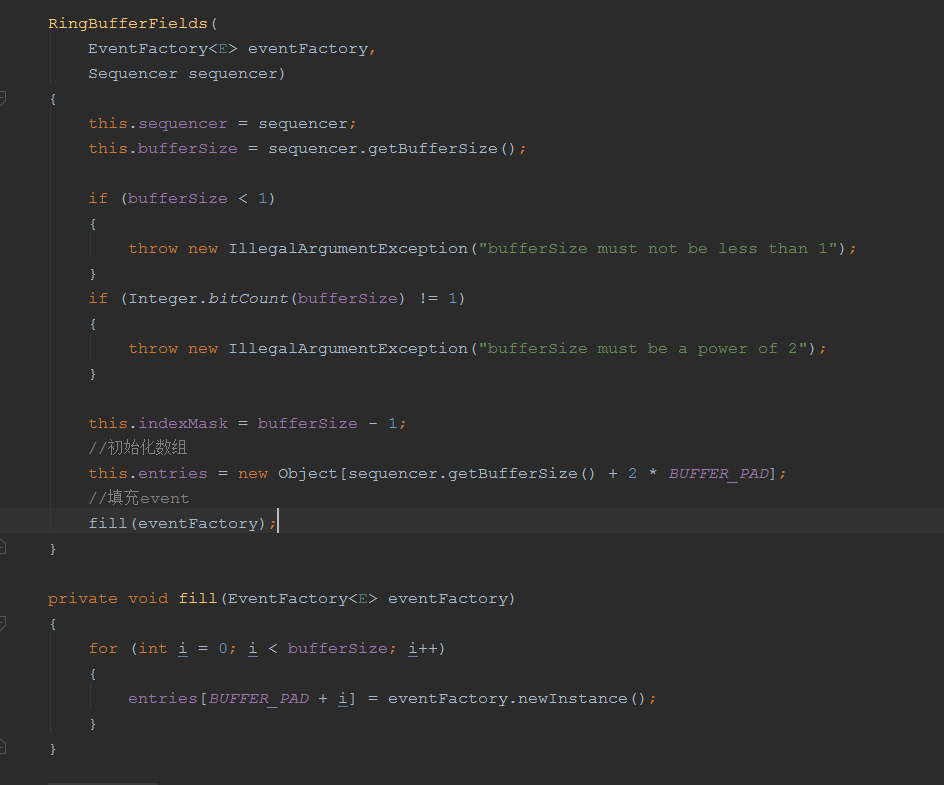 RingBufferFields(
EventFactory<E> eventFactory,
Sequencer sequencer)
{
this.sequencer = sequencer;
this.bufferSize = sequencer.getBufferSize();
if (bufferSize < 1)
{
throw new IllegalArgumentException("bufferSize must not be less than 1");
}
if (Integer.bitCount(bufferSize) != 1)
{
throw new IllegalArgumentException("bufferSize must be a power of 2");
}
this.indexMask = bufferSize - 1;
//初始化数组
this.entries = new Object[sequencer.getBufferSize() + 2 * BUFFER_PAD];
//填充event
fill(eventFactory);
}
private void fill(EventFactory<E> eventFactory)
{
for (int i = 0; i < bufferSize; i++)
{
entries[BUFFER_PAD + i] = eventFactory.newInstance();
}
}